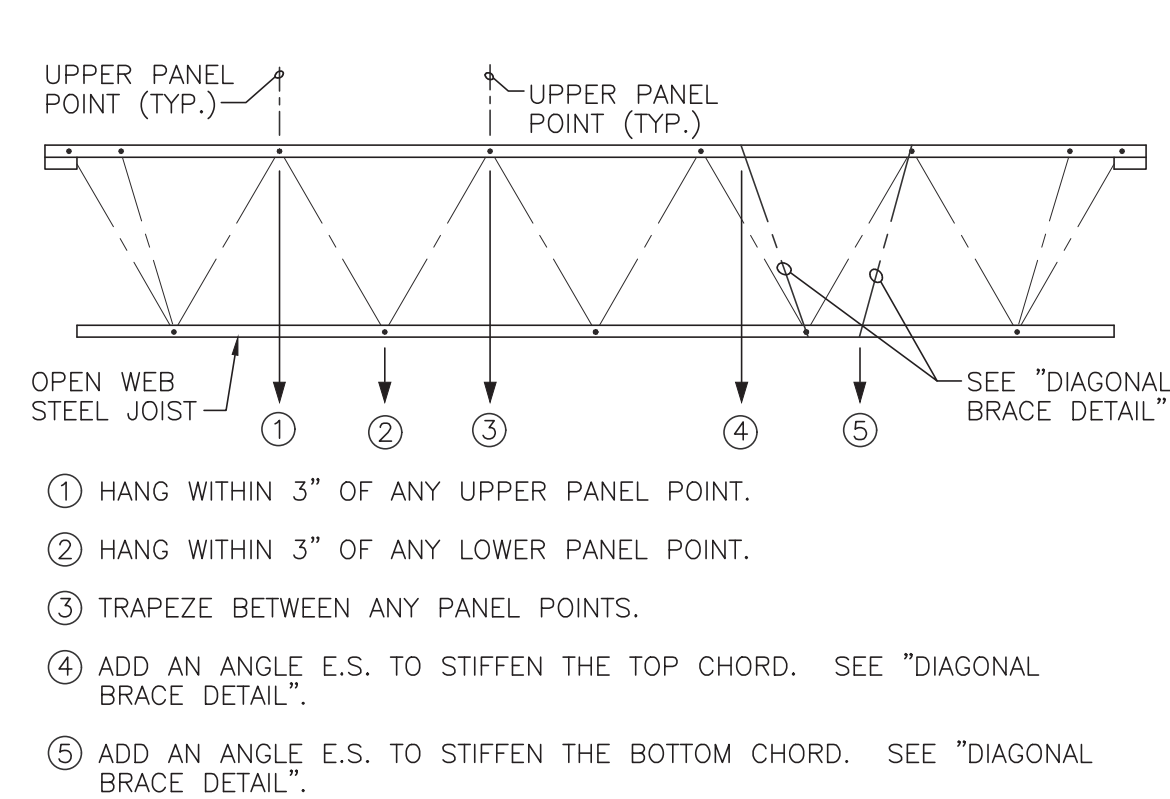 UPPER PANEL
POINT (TYP.)
UPPER PANEL
POINT (TYP.)
OPEN WEB
STEEL JOIST
1
2
3
4
5
SEE ”DIAGONAL
BRACE DETAIL”
1 HANG WITHIN 3” OF ANY UPPER PANEL POINT.
2 HANG WITHIN 3” OF ANY LOWER PANEL POINT.
3 TRAPEZE BETWEEN ANY PANEL POINTS.
4 ADD AN ANGLE E.S. TO STIFFEN THE TOP CHORD. SEE ”DIAGONAL
BRACE DETAIL”.
5 ADD AN ANGLE E.S. TO STIFFEN THE BOTTOM CHORD. SEE ”DIAGONAL
BRACE DETAIL”.